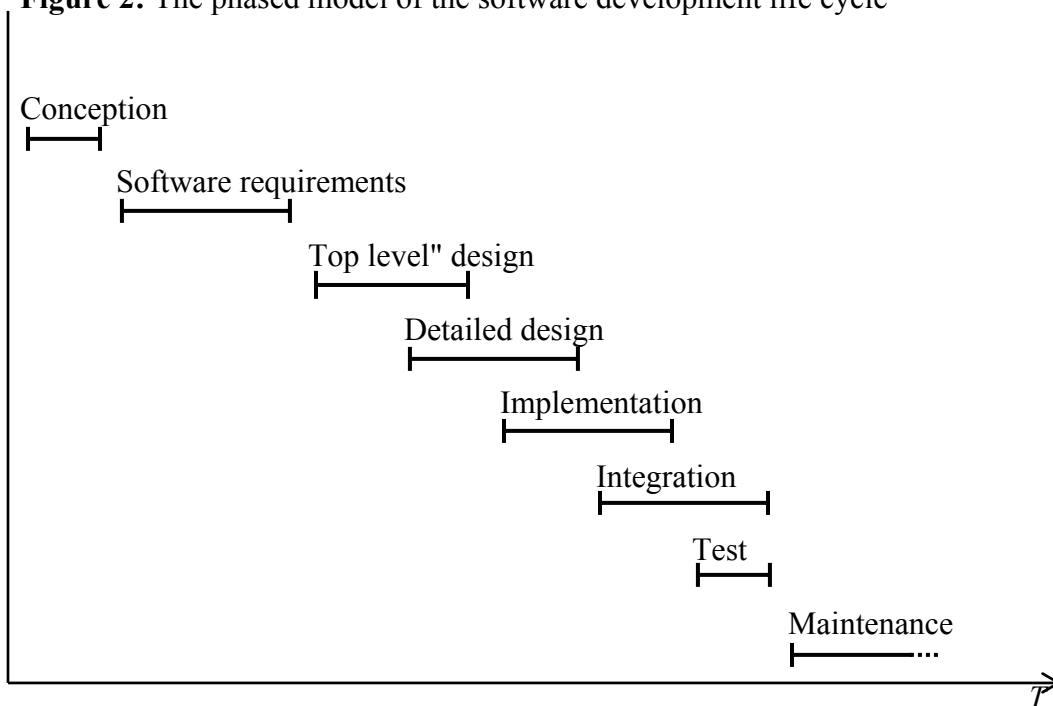 Figure 2: The phased model of the software development life cycle
Conception
Software requirements
Top level" design
Detailed design
Implementation
Integration
Test
Maintenance
T